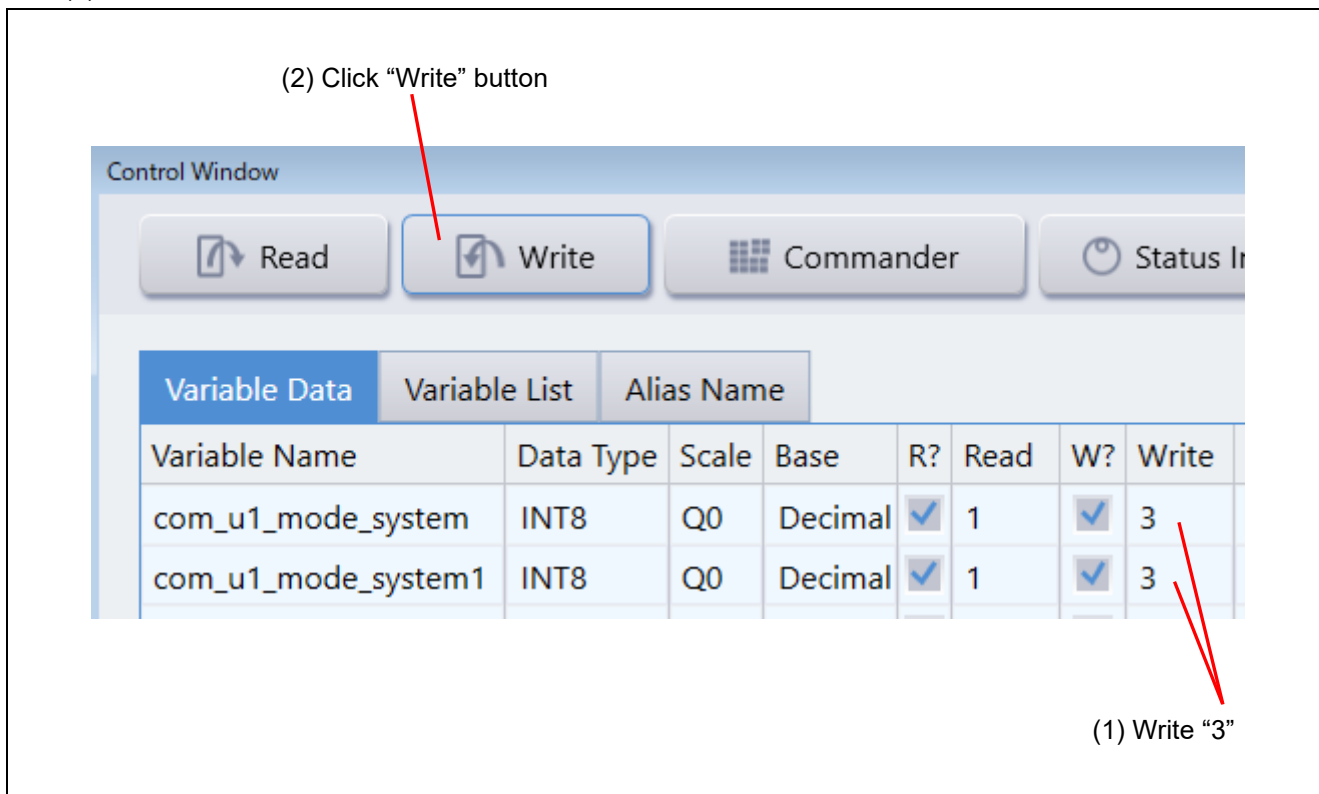 (2) Click “Write” button
Control Window
Read Write Commander Status
Variable Data Variable List Alias Name
Variable Name Data Type Scale Base R? Read W? Write
com_u1_mode_system INT8 Q0 Decimal 1 3
com_u1_mode_system1 INT8 Q0 Decimal 1 3
(1) Write “3”